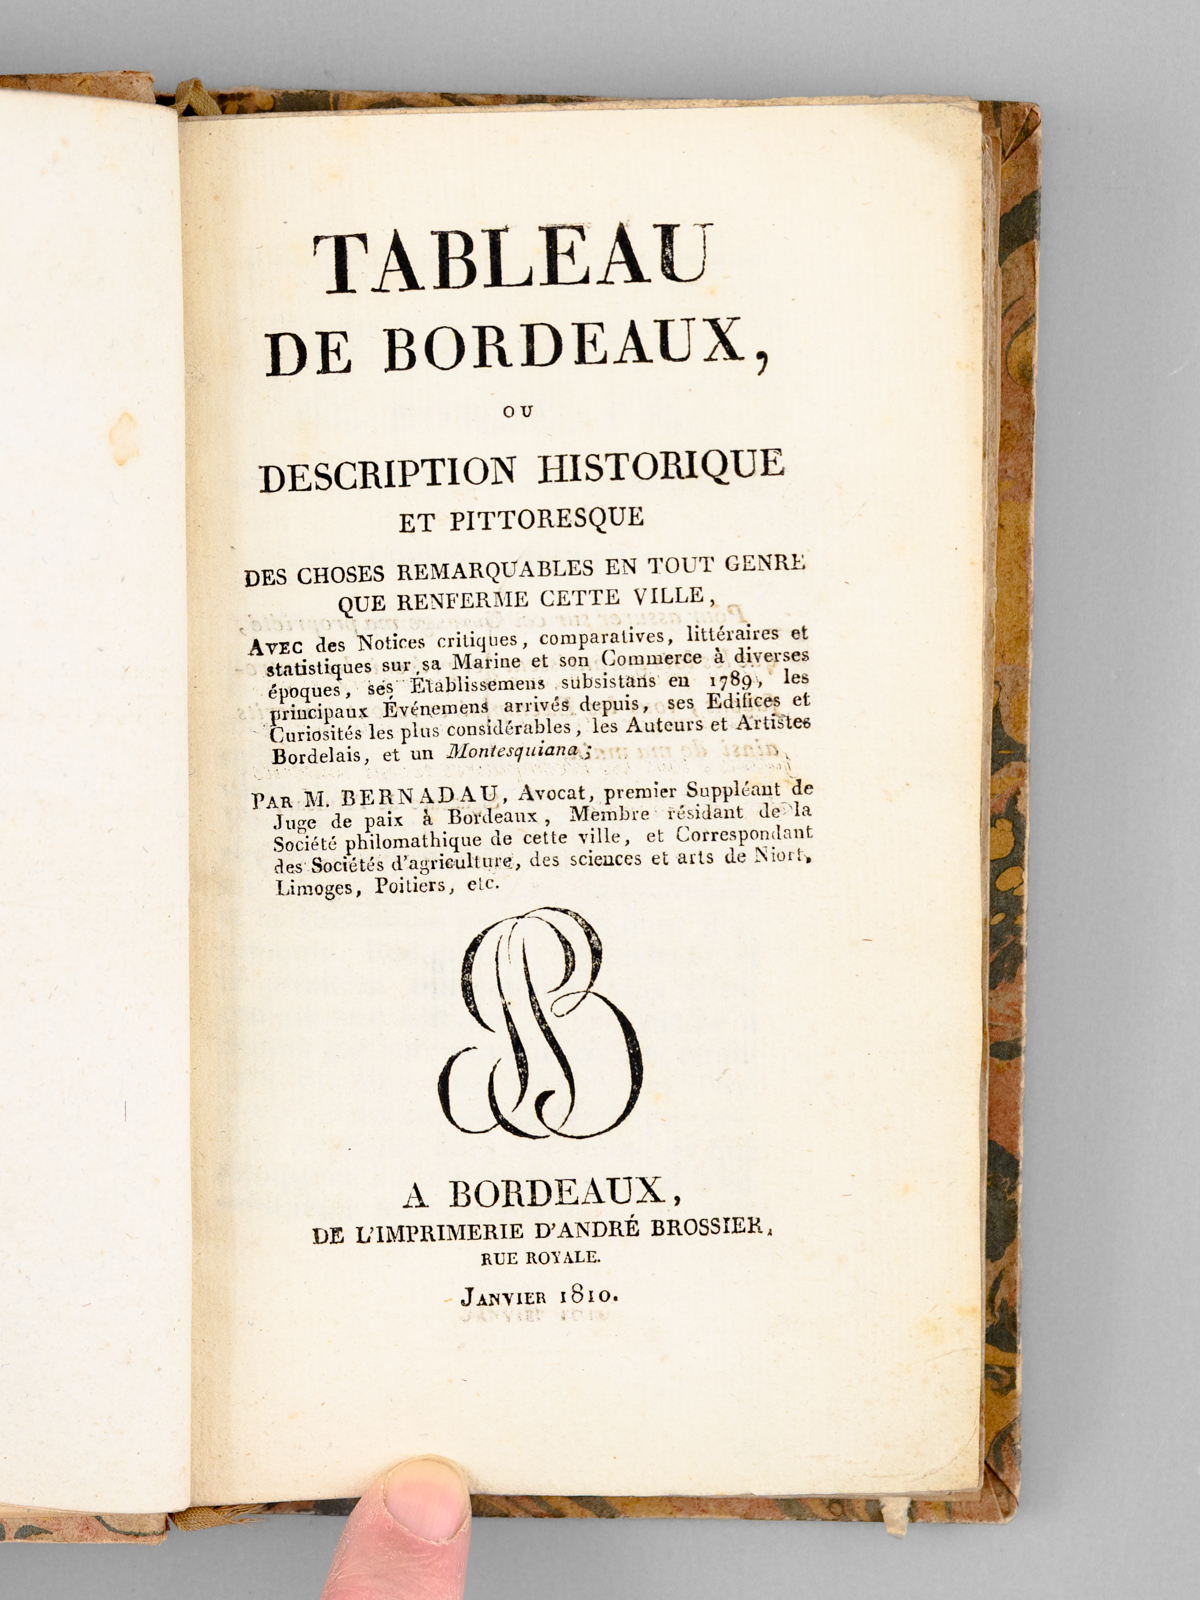 TABLEAU
DE BORDEAUX,
OU
DESCRIPTION HISTORIQUE
ET PITTORESQUE
DES CHOSES REMARQUABLES EN TOUT GENRE
QUE RENFERME CETTE VILLE,
AVEC des Notices critiques, comparatives, littéraires et
statistiques sur sa Marine et son Commerce à diverses
époques, ses Établissemens subsistans en 1789, les
principaux Événemens arrivés depuis, ses Edifices et
Curiosités les plus considérables, les Auteurs et Artistes
Bordelais, et un Montesquiana;
PAR M. BERNADAU, Avocat, premier Suppléant de
Juge de paix à Bordeaux, Membre résidant de la
Société philomathique de cette ville, et Correspondant
des Sociétés d'agriculture, des sciences et arts de Niort,
Limoges, Poitiers, etc.
A BORDEAUX,
DE L'IMPRIMERIE D'ANDRÉ BROSSIER,
RUE ROYALE.
JANVIER 1810.